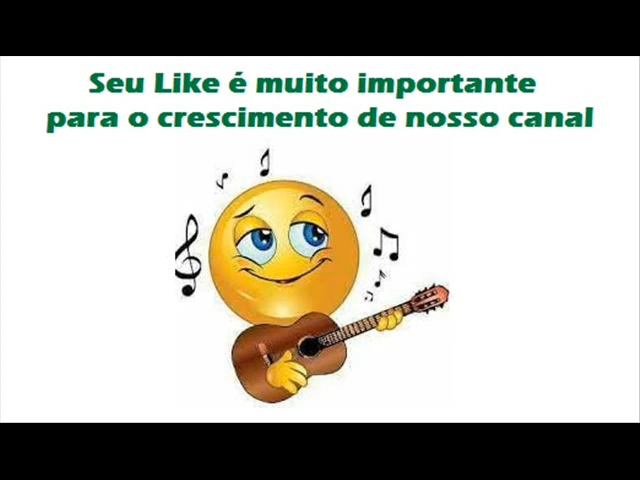 Seu Like é muito importante
para o crescimento de nosso canal